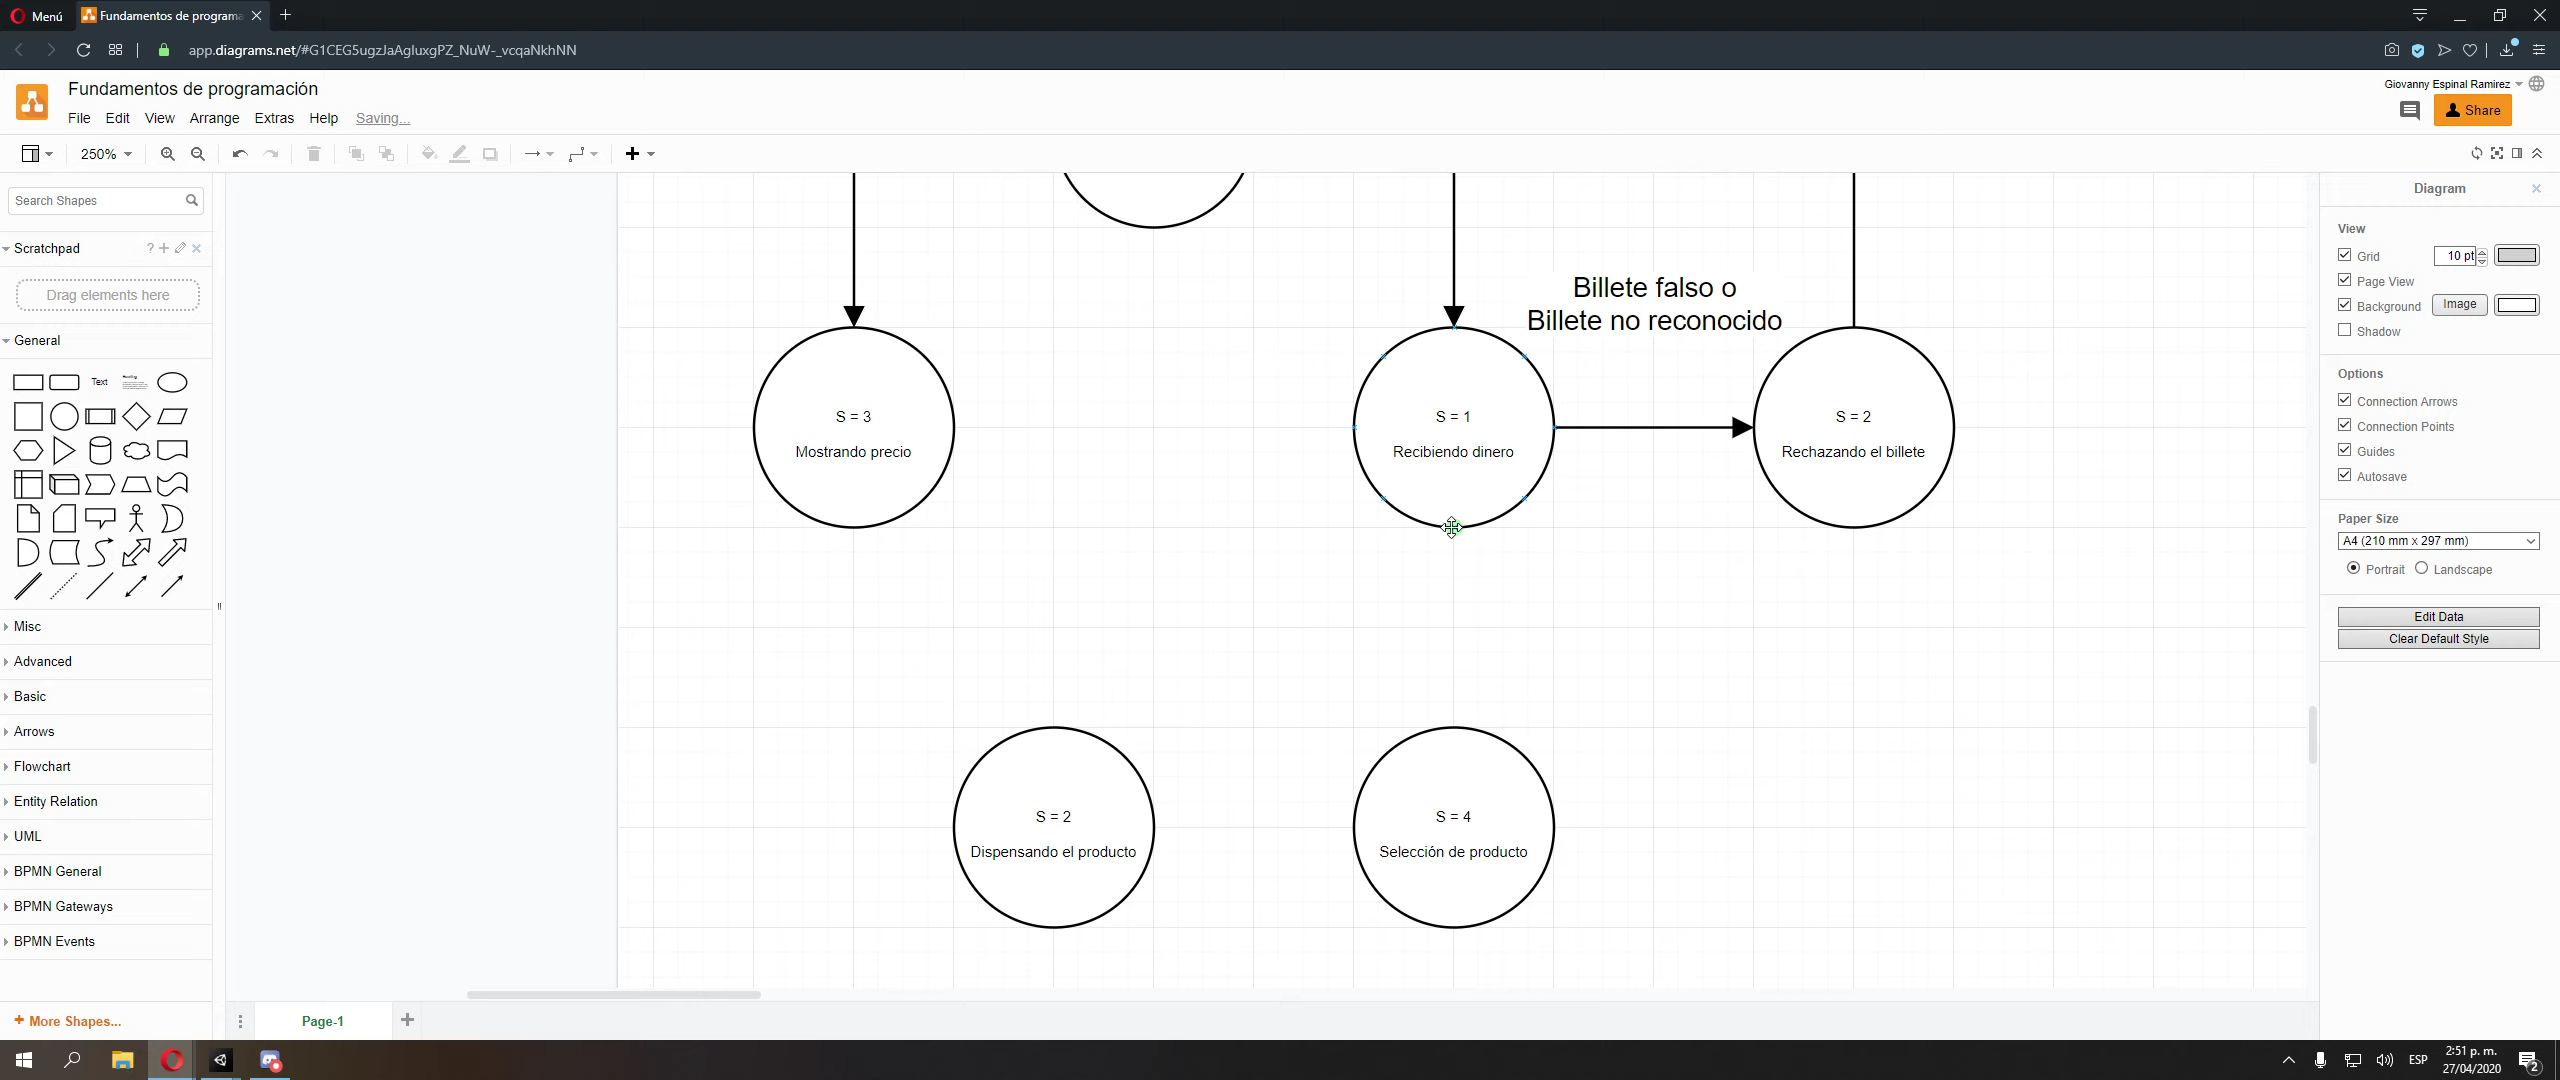 Menú
Fundamentos de programa
app.diagrams.net/#G1CEG5ugzJaAgluxgPZ_NuW-_vcqaNkhNN
Fundamentos de programación
Giovanny Espinal Ramirez
File Edit View Arrange Extras Help Saving...
Share
250%
Search Shapes
Scratchpad
?
Drag elements here
General
Text
Heading
Misc
Advanced
Basic
Arrows
Flowchart
Entity Relation
UML
BPMN General
BPMN Gateways
BPMN Events
+ More Shapes...
Billete falso o
Billete no reconocido
S = 3
Mostrando precio
S = 1
Recibiendo dinero
S = 2
Rechazando el billete
S = 2
Dispensando el producto
S = 4
Selección de producto
Page-1
Diagram
View
Grid
10 pt
Page View
Background
Image
Shadow
Options
Connection Arrows
Connection Points
Guides
Autosave
Paper Size
A4 (210 mm x 297 mm)
Portrait Landscape
Edit Data
Clear Default Style
ESP
2:51 p. m.
27/04/2020
2